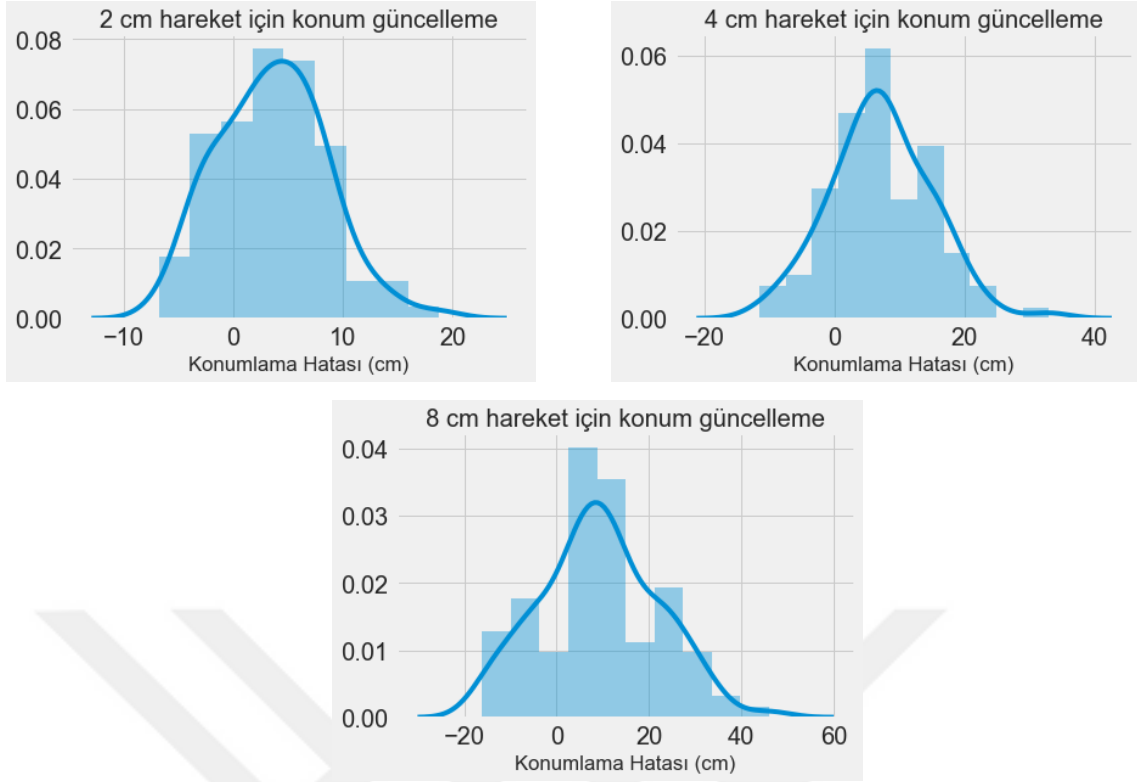 2 cm hareket için konum güncelleme
0.08
0.06
0.04
0.02
0.00
−10 0 10 20
Konumlama Hatası (cm)
4 cm hareket için konum güncelleme
0.06
0.04
0.02
0.00
−20 0 20 40
Konumlama Hatası (cm)
8 cm hareket için konum güncelleme
0.04
0.03
0.02
0.01
0.00
−20 0 20 40 60
Konumlama Hatası (cm)